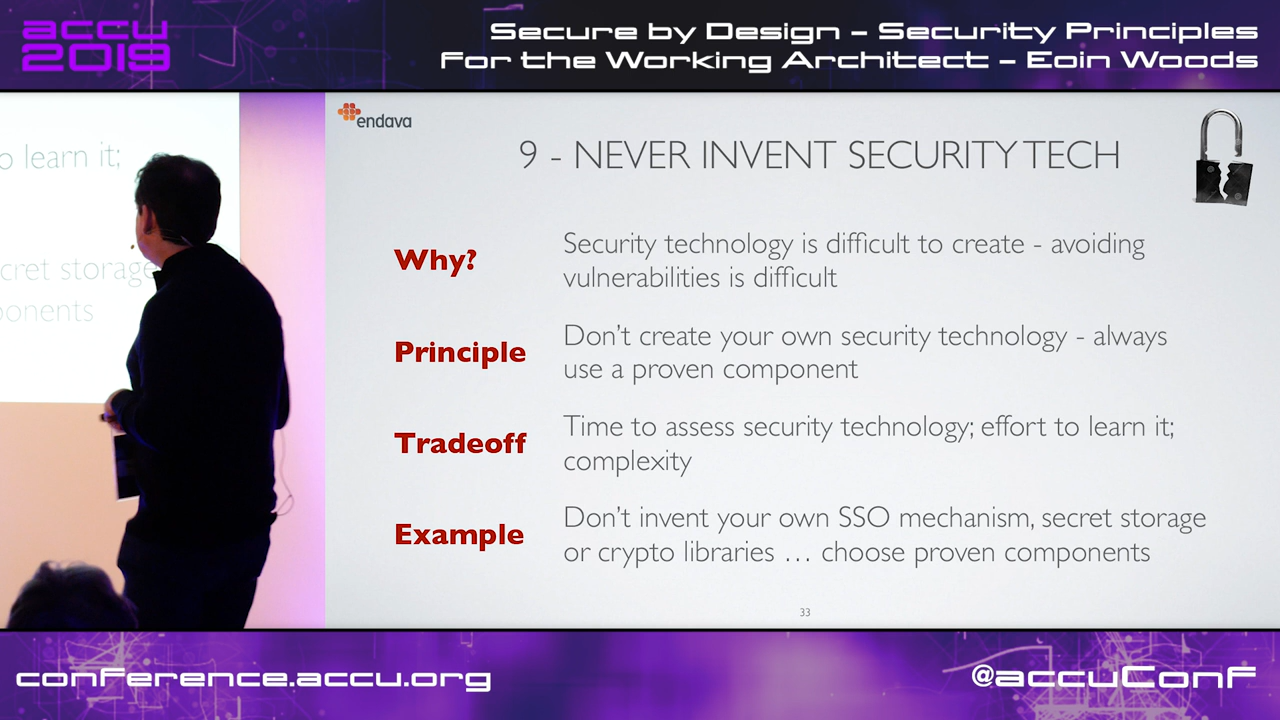 accu
2019
Secure by Design – Security Principles
For the Working Architect – Eoin Woods
o learn it;
cret storage
ponents
endava
9 - NEVER INVENT SECURITY TECH
Why?
Security technology is difficult to create - avoiding
vulnerabilities is difficult
Principle
Don't create your own security technology - always
use a proven component
Tradeoff
Time to assess security technology; effort to learn it;
complexity
Example
Don't invent your own SSO mechanism, secret storage
or crypto libraries … choose proven components
33
conference.accu.org
@accuConf